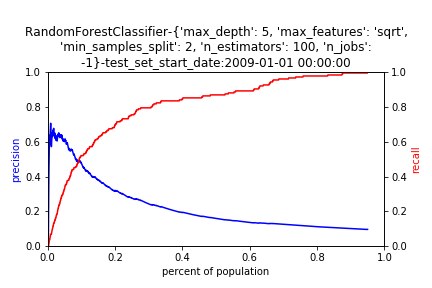 RandomForestClassifier-{'max_depth': 5, 'max_features': 'sqrt',
'min_samples_split': 2, 'n_estimators': 100, 'n_jobs':
-1}-test_set_start_date:2009-01-01 00:00:00
1.0 1.0
0.8 0.8
0.6 0.6
precision recall
0.4 0.4
0.2 0.2
0.0 0.0
0.0 0.2 0.4 0.6 0.8 1.0
percent of population